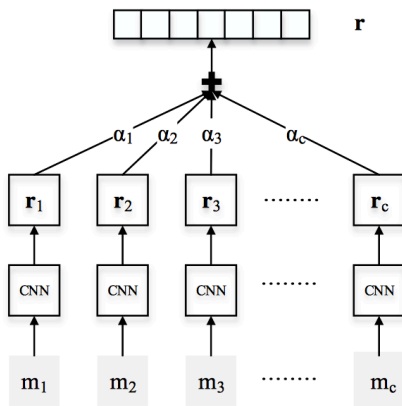 r
α1 α2 α3 αc
r1 r2 r3 ........ rc
CNN CNN CNN ........ CNN
m1 m2 m3 ........ mc